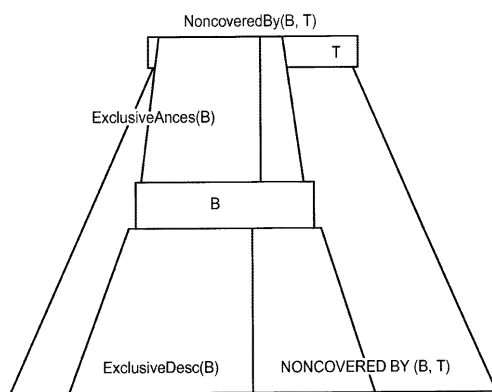 NoncoveredBy(B, T)
T
ExclusiveAnces(B)
B
ExclusiveDesc(B)
NONCOVERED BY (B, T)